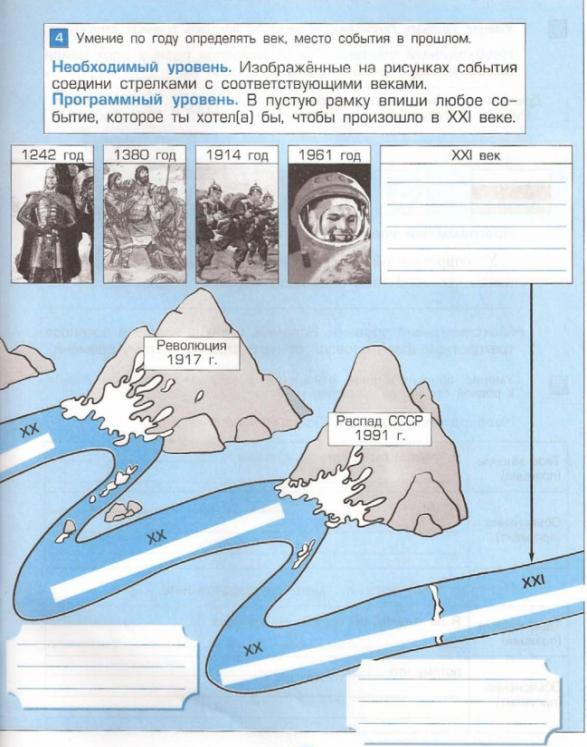 4 Умение по году определять век, место события в прошлом.
Необходимый уровень. Изображённые на рисунках события
соедини стрелками с соответствующими веками.
Программный уровень. В пустую рамку впиши любое со-
бытие, которое ты хотел(а) бы, чтобы произошло в XXI веке.
1242 год 1380 год 1914 год 1961 год XXI век
СССР
Революция
1917 г.
Распад СССР
1991 г.
XX
XX
XXI
XX